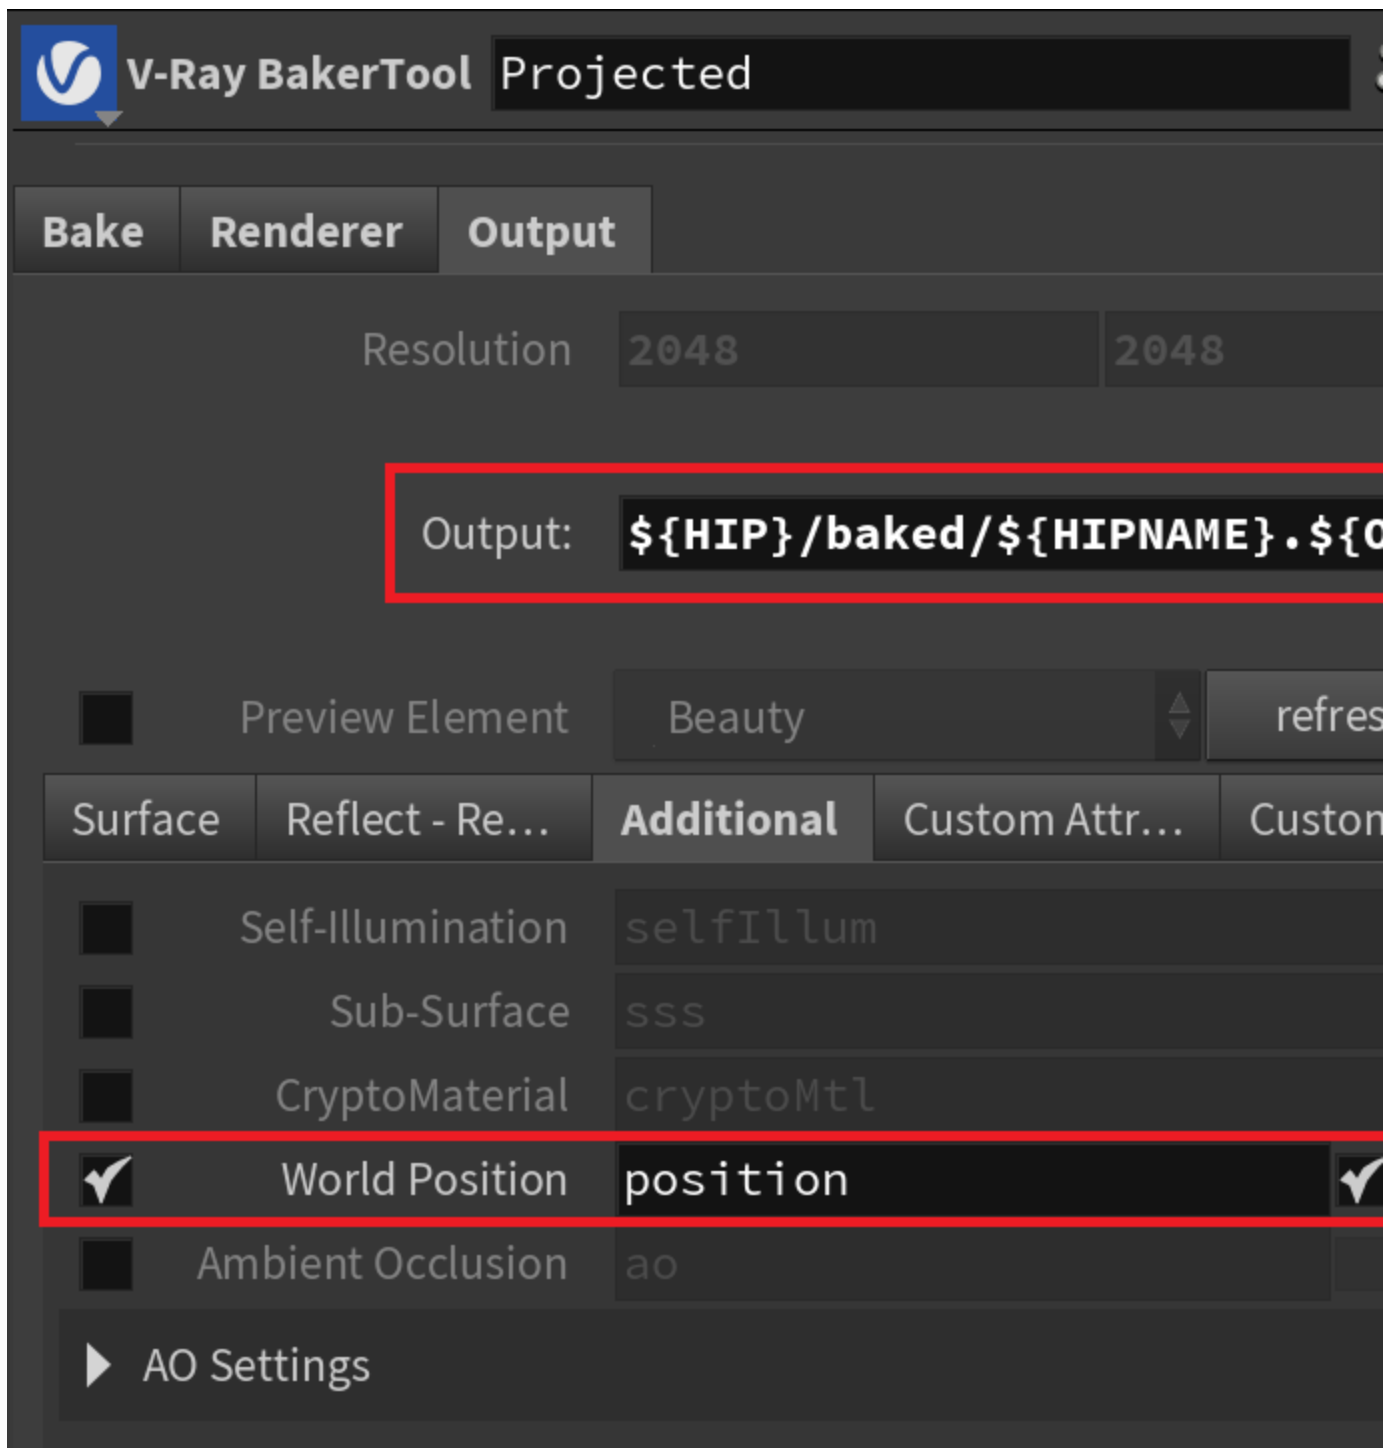 V-Ray BakerTool Projected
Bake Renderer Output
Resolution 2048 2048
Output: ${HIP}/baked/${HIPNAME}.${O
Preview Element Beauty refres
Surface Reflect - Re... Additional Custom Attr... Custom
Self-Illumination selfIllum
Sub-Surface sss
CryptoMaterial cryptoMtl
World Position position
Ambient Occlusion ao
AO Settings